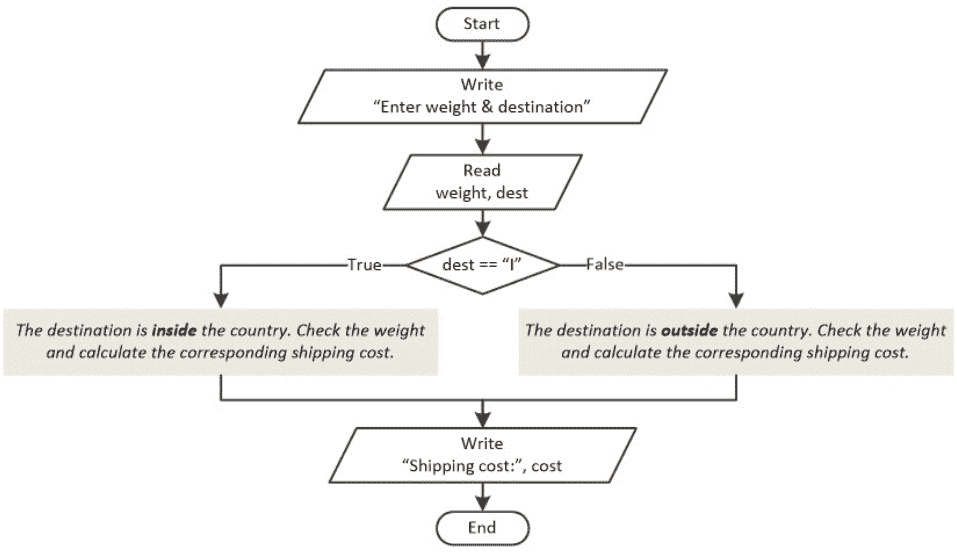 Start
Write
“Enter weight & destination”
Read
weight, dest
dest == “I”
True
False
The destination is inside the country. Check the weight
and calculate the corresponding shipping cost.
The destination is outside the country. Check the weight
and calculate the corresponding shipping cost.
Write
“Shipping cost:”, cost
End